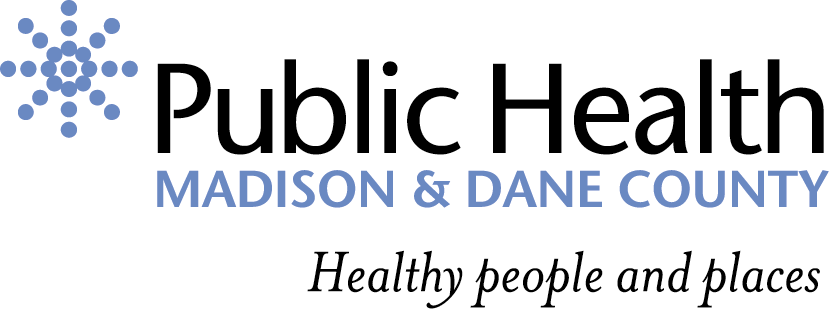 Public Health
MADISON & DANE COUNTY
Healthy people and places